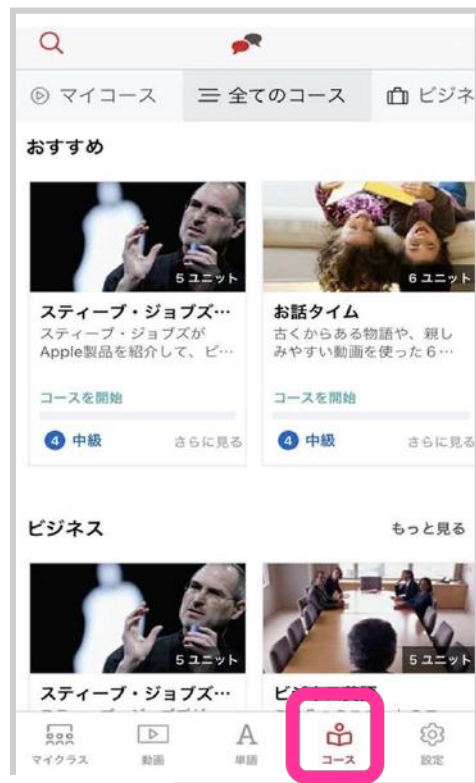 マイコース
全てのコース
ビジネ
おすすめ
5 ユニット
6 ユニット
スティーブ・ジョブズ…
お話タイム
スティーブ・ジョブズが
Apple製品を紹介して、ビ…
古くからある物語や、親し
みやすい動画を使った６…
コースを開始
コースを開始
4 中級
さらに見る
4 中級
さらに見る
ビジネス
もっと見る
5 ユニット
5 ユニット
スティーブ・ジョブズ…
マイクラス
動画
A
単語
コース
設定